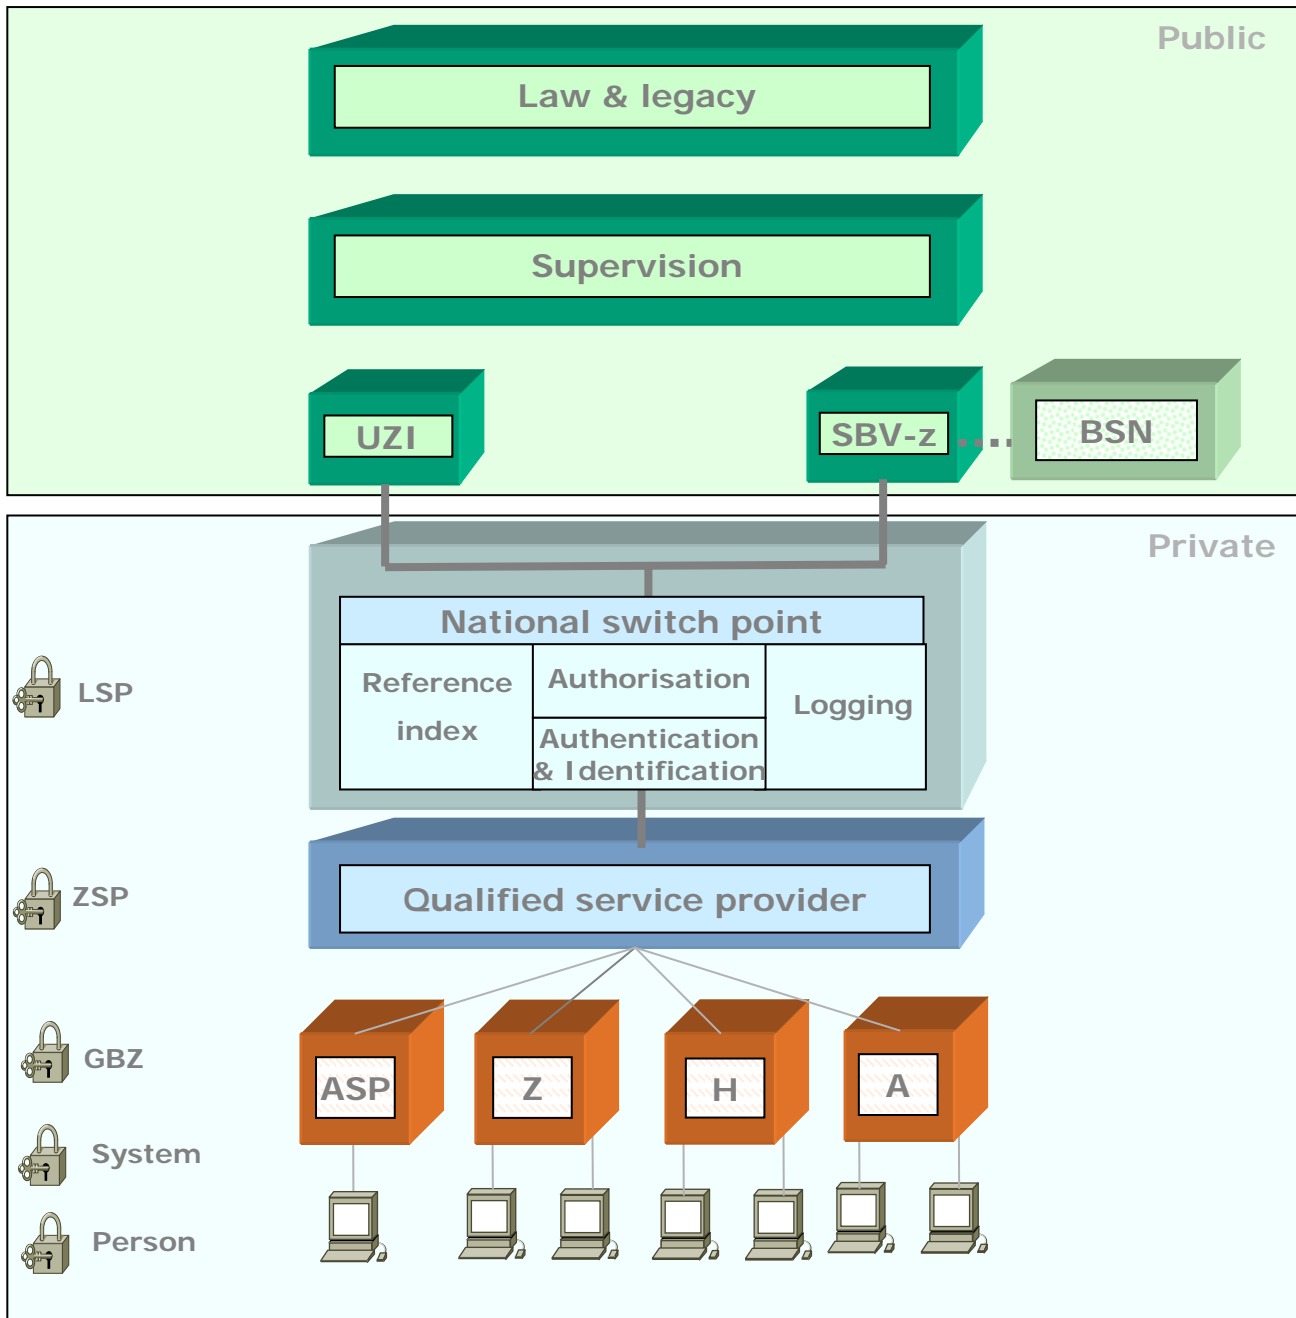 Public
Law & legacy
Supervision
UZI
SBV-z
BSN
Private
National switch point
LSP
Reference
index
Authorisation
Authentication
& Identification
Logging
ZSP
Qualified service provider
GBZ
ASP
Z
H
A
System
Person